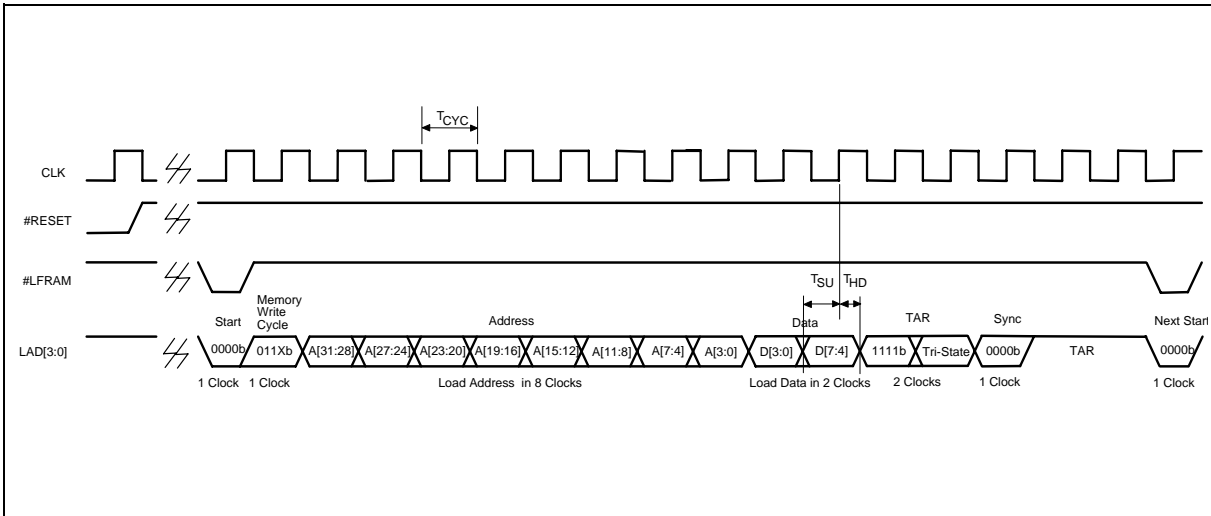 TCYC
CLK
#RESET
#LFRAM
TSU THD
Memory
Write
Cycle
Start Address Data TAR Sync Next Start
LAD[3:0] 0000b 011Xb A[31:28] A[27:24] A[23:20] A[19:16] A[15:12] A[11:8] A[7:4] A[3:0] D[3:0] D[7:4] 1111b Tri-State 0000b TAR 0000b
1 Clock 1 Clock Load Address in 8 Clocks Load Data in 2 Clocks 2 Clocks 1 Clock 1 Clock